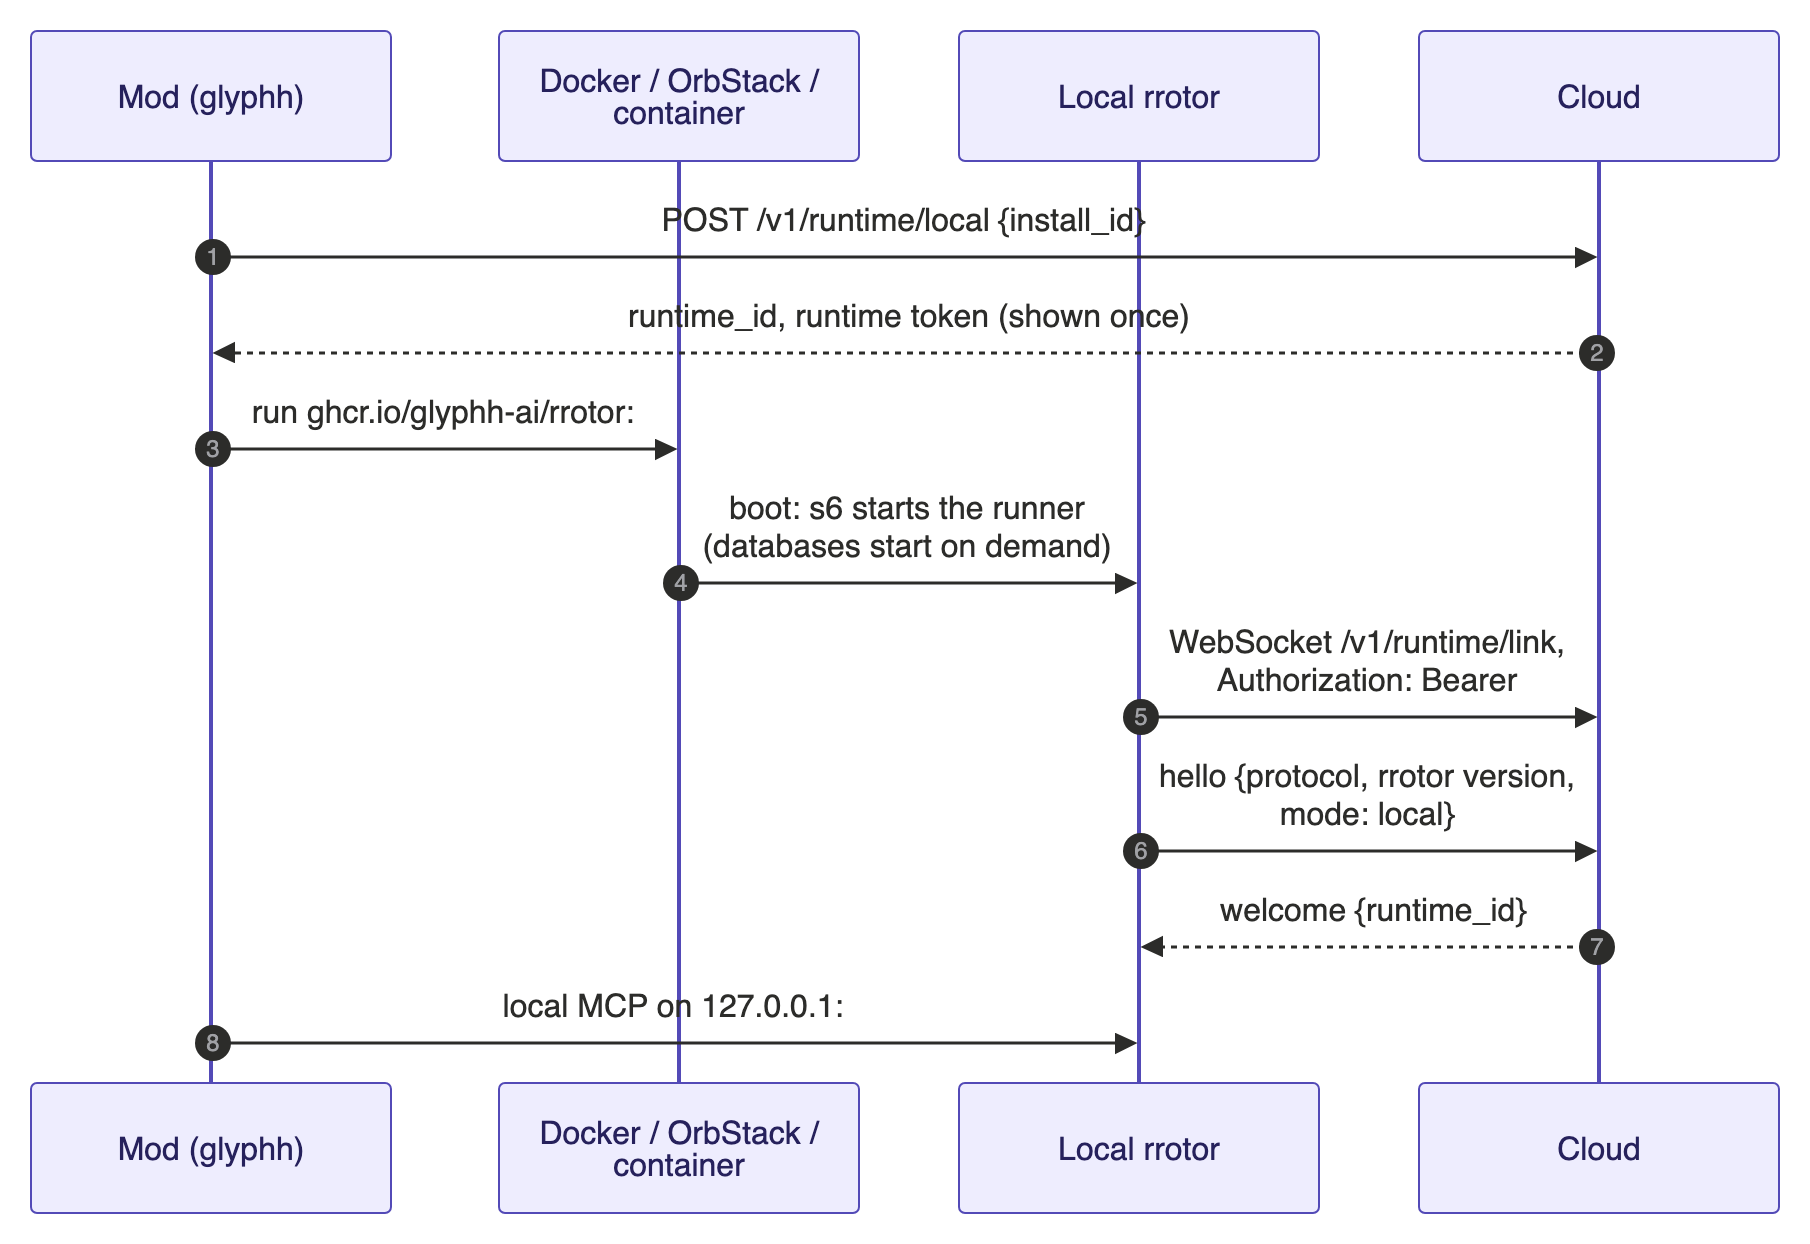 Mod (glyphh)
Docker / OrbStack /
container
Local rrotor
Cloud
POST /v1/runtime/local {install_id}
1
runtime_id, runtime token (shown once)
2
run ghcr.io/glyphh-ai/rrotor:
3
boot: s6 starts the runner
(databases start on demand)
4
WebSocket /v1/runtime/link,
Authorization: Bearer
5
hello {protocol, rrotor version,
mode: local}
6
welcome {runtime_id}
7
local MCP on 127.0.0.1:
8
Mod (glyphh)
Docker / OrbStack /
container
Local rrotor
Cloud